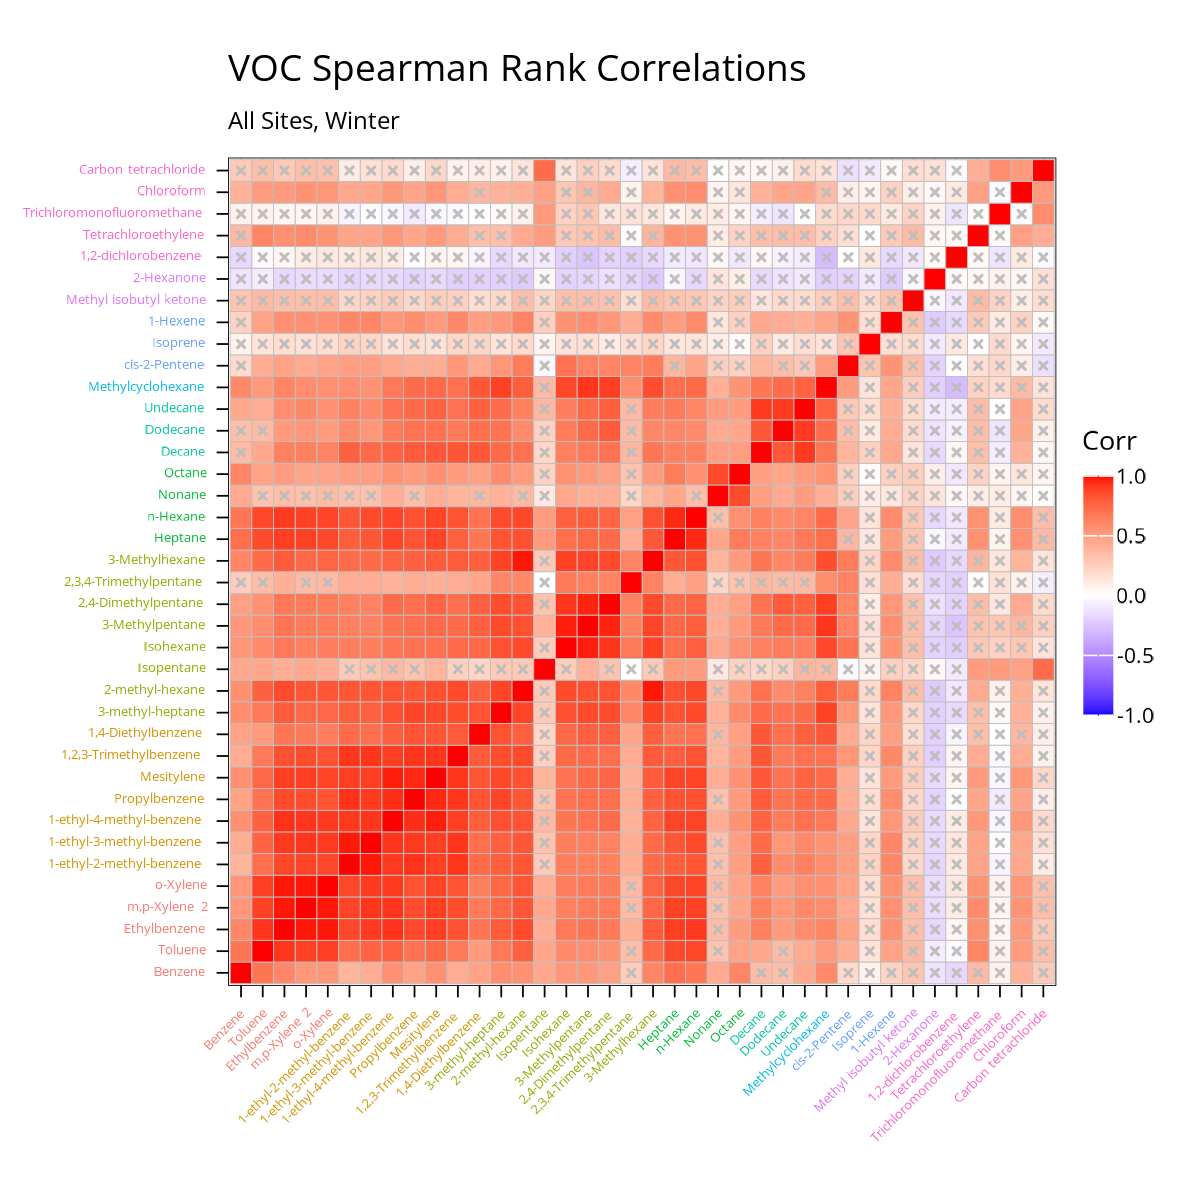 VOC Spearman Rank Correlations
All Sites, Winter
Carbon tetrachloride
Chloroform
Trichloromonofluoromethane
Tetrachloroethylene
1,2-dichlorobenzene
2-Hexanone
Methyl isobutyl ketone
1-Hexene
Isoprene
cis-2-Pentene
Methylcyclohexane
Undecane
Dodecane
Decane
Octane
Nonane
n-Hexane
Heptane
3-Methylhexane
2,3,4-Trimethylpentane
2,4-Dimethylpentane
3-Methylpentane
Isohexane
Isopentane
2-methyl-hexane
3-methyl-heptane
1,4-Diethylbenzene
1,2,3-Trimethylbenzene
Mesitylene
Propylbenzene
1-ethyl-4-methyl-benzene
1-ethyl-3-methyl-benzene
1-ethyl-2-methyl-benzene
o-Xylene
m,p-Xylene 2
Ethylbenzene
Toluene
Benzene
Benzene
Toluene
Ethylbenzene
m,p-Xylene 2
o-Xylene
1-ethyl-2-methyl-benzene
1-ethyl-3-methyl-benzene
1-ethyl-4-methyl-benzene
Propylbenzene
Mesitylene
1,2,3-Trimethylbenzene
1,4-Diethylbenzene
3-methyl-heptane
2-methyl-hexane
Isopentane
Isohexane
3-Methylpentane
2,4-Dimethylpentane
2,3,4-Trimethylpentane
3-Methylhexane
Heptane
n-Hexane
Nonane
Octane
Decane
Dodecane
Undecane
Methylcyclohexane
cis-2-Pentene
Isoprene
1-Hexene
Methyl isobutyl ketone
2-Hexanone
1,2-dichlorobenzene
Tetrachloroethylene
Trichloromonofluoromethane
Chloroform
Carbon tetrachloride
Corr
1.0
0.5
0.0
-0.5
-1.0